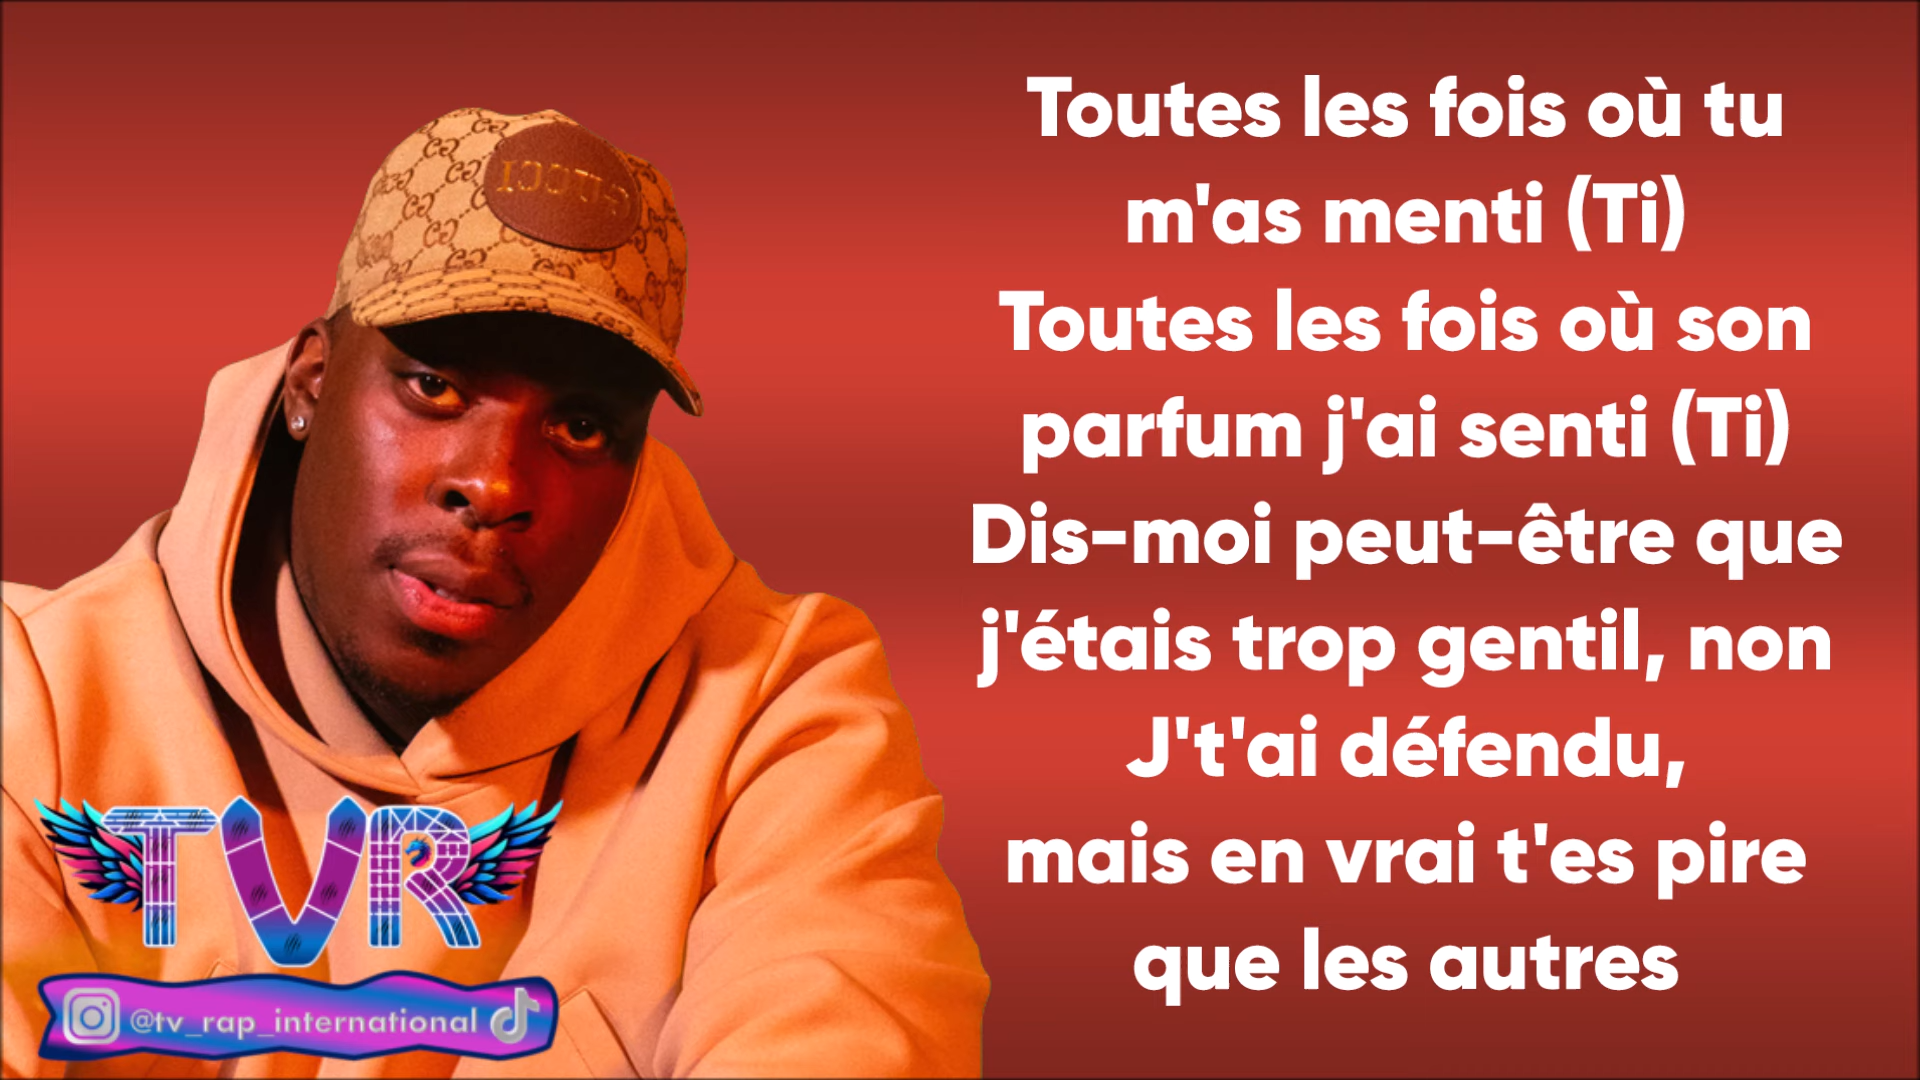 Toutes les fois où tu
m'as menti (Ti)
Toutes les fois où son
parfum j'ai senti (Ti)
Dis-moi peut-être que
j'étais trop gentil, non
J't'ai défendu,
mais en vrai t'es pire
que les autres
GUCCI
TVR
@tv_rap_international